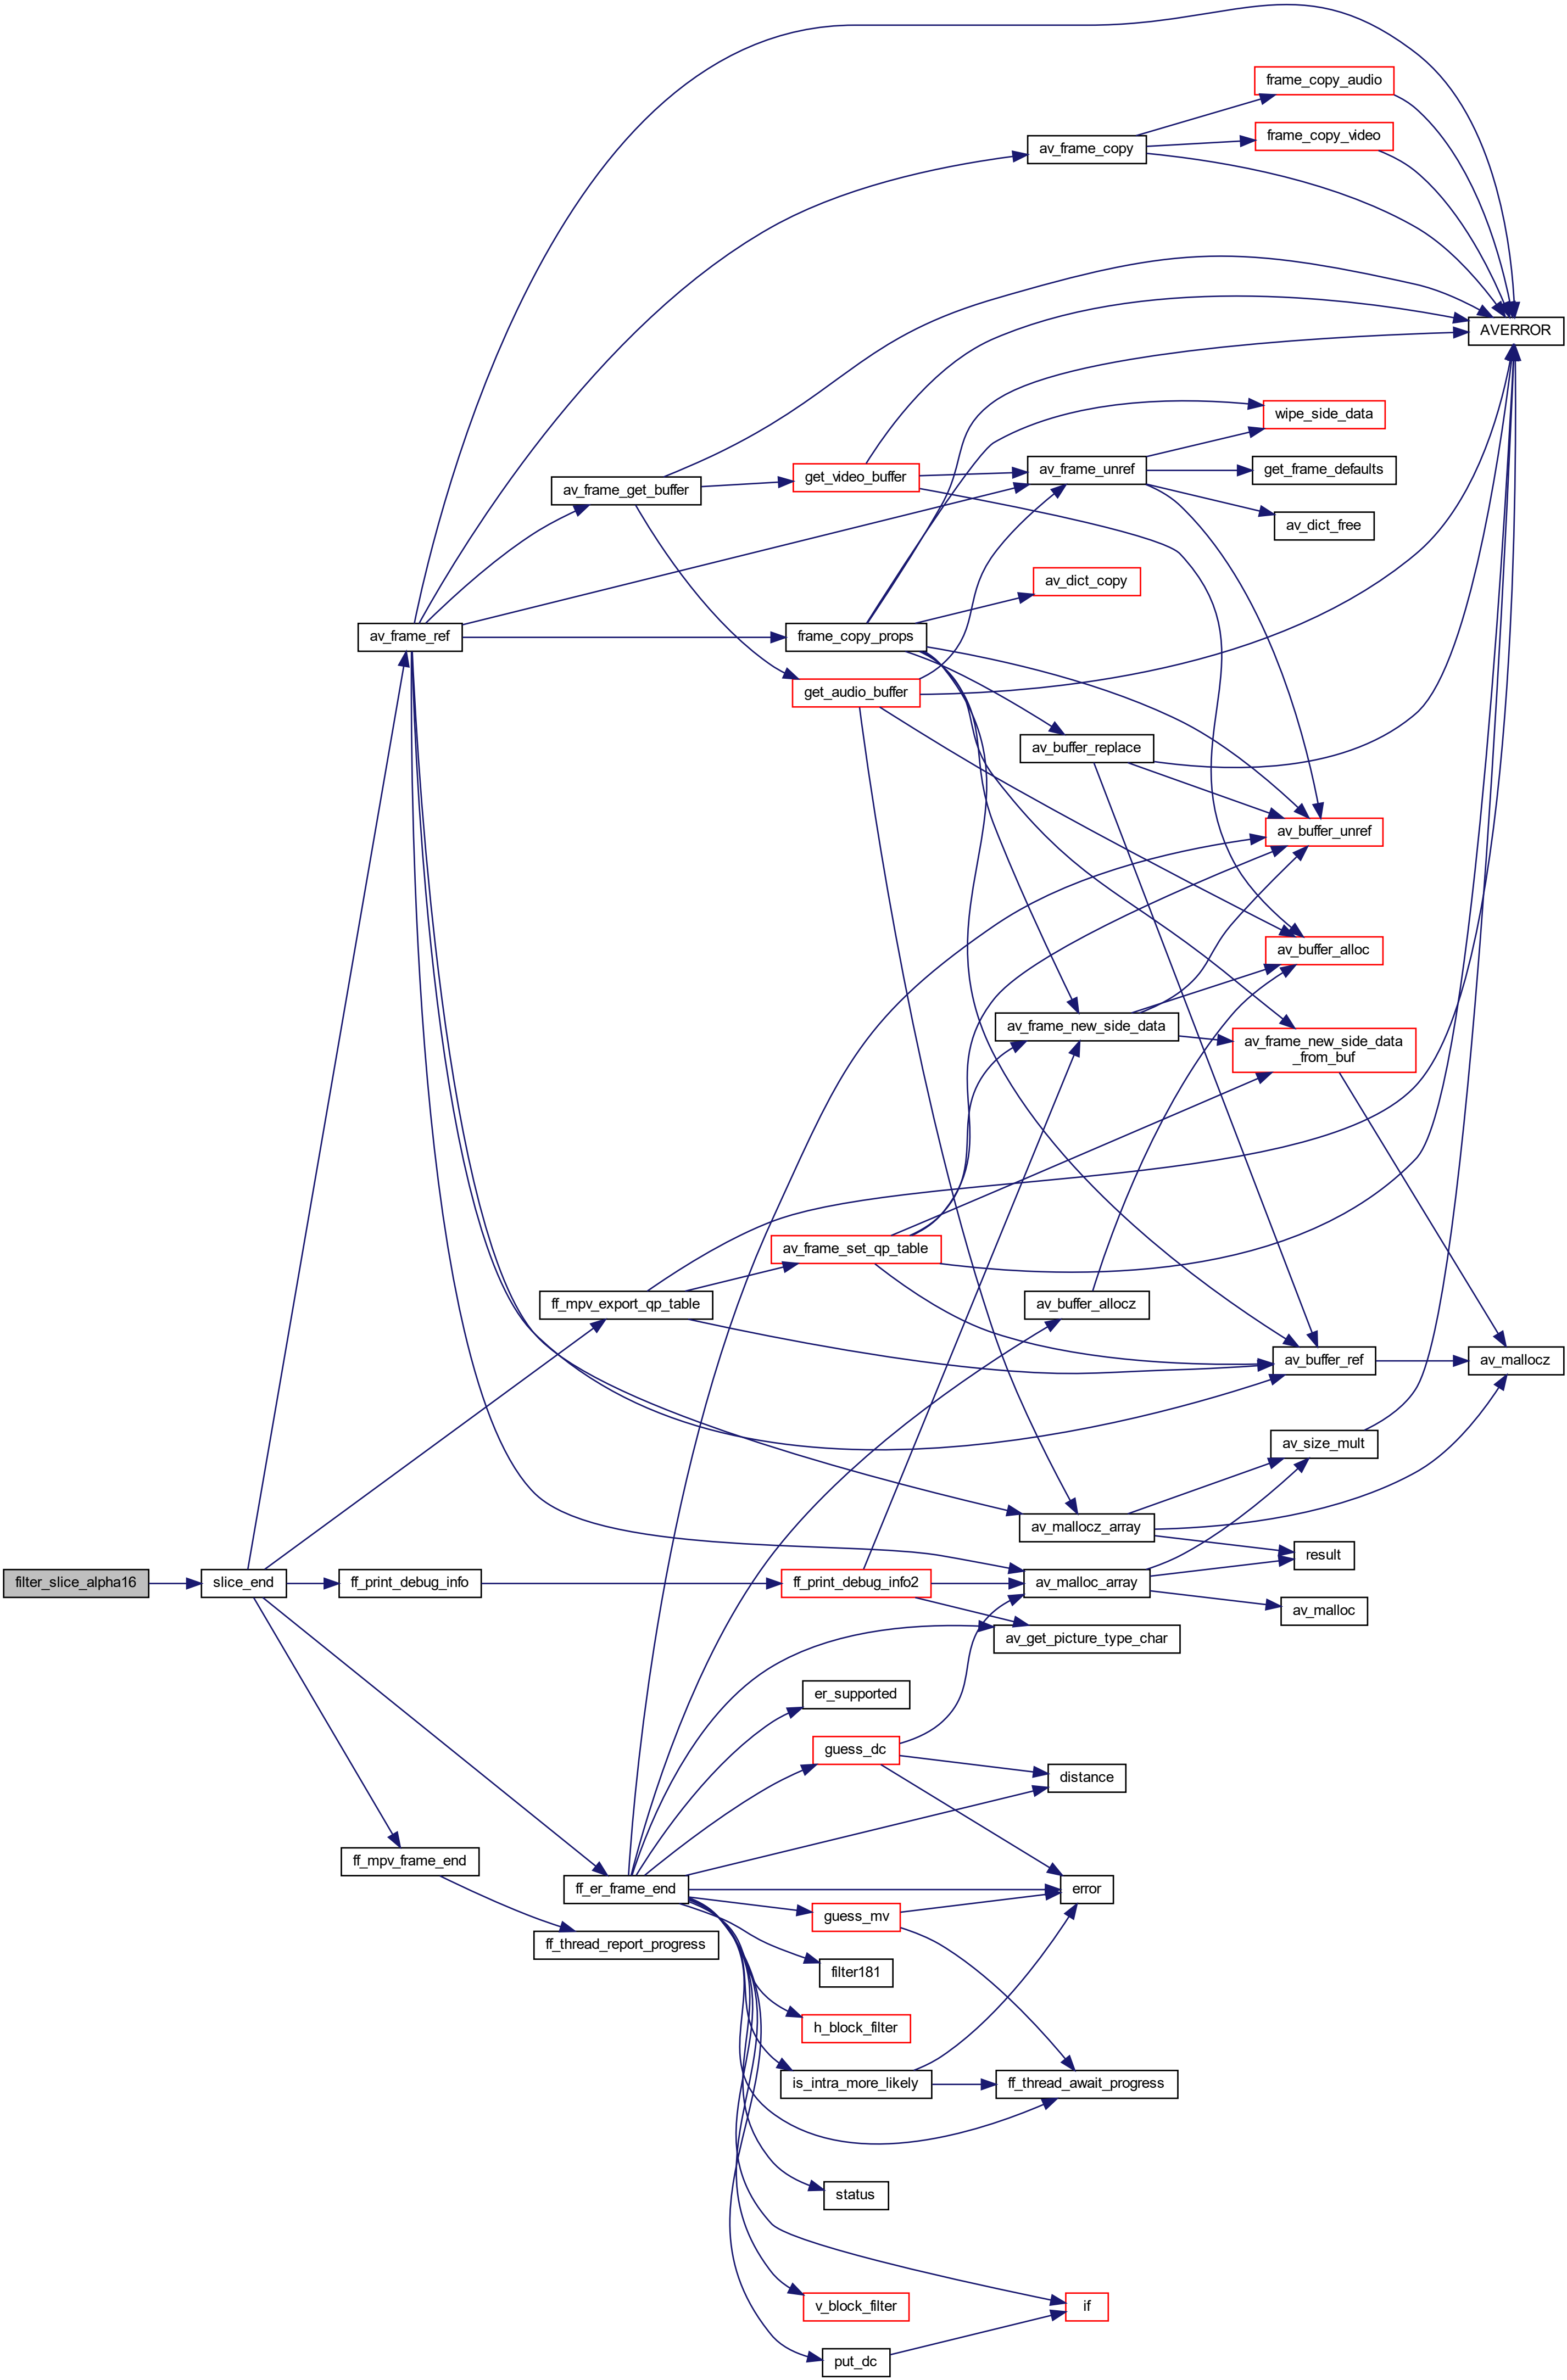 frame_copy_audio
frame_copy_video
av_frame_copy
AVERROR
wipe_side_data
av_frame_unref
get_frame_defaults
get_video_buffer
av_frame_get_buffer
av_dict_free
av_dict_copy
av_frame_ref
frame_copy_props
get_audio_buffer
av_buffer_replace
av_buffer_unref
av_buffer_alloc
av_frame_new_side_data
av_frame_new_side_data
_from_buf
av_frame_set_qp_table
ff_mpv_export_qp_table
av_buffer_allocz
av_buffer_ref
av_mallocz
av_size_mult
av_mallocz_array
result
filter_slice_alpha16
slice_end
ff_print_debug_info
ff_print_debug_info2
av_malloc_array
av_malloc
av_get_picture_type_char
er_supported
guess_dc
distance
ff_mpv_frame_end
ff_er_frame_end
error
guess_mv
ff_thread_report_progress
filter181
h_block_filter
is_intra_more_likely
ff_thread_await_progress
status
v_block_filter
if
put_dc